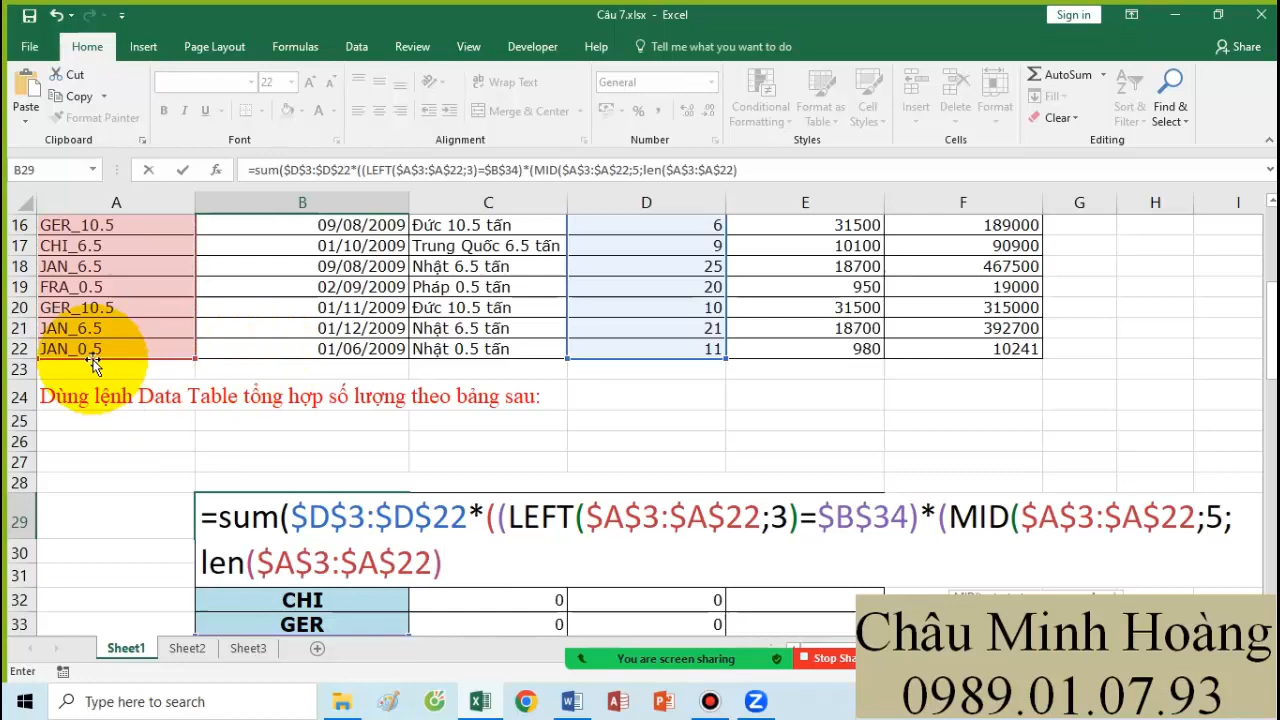 Câu 7.xlsx - Excel
Sign in
File Home Insert Page Layout Formulas Data Review View Developer Help Tell me what you want to do Share
Paste
Cut
Copy
Format Painter
22
Wrap Text
Merge & Center
General
Conditional Formatting
Format as Table
Cell Styles
Insert
Delete
Format
AutoSum
Fill
Clear
Sort & Filter
Find & Select
Clipboard Font Alignment Number Styles Cells Editing
B29 =sum($D$3:$D$22*((LEFT($A$3:$A$22;3)=$B$34)*(MID($A$3:$A$22;5;len($A$3:$A$22)
A B C D E F G H I
16 GER_10.5 09/08/2009 Đức 10.5 tấn 6 31500 189000
17 CHI_6.5 01/10/2009 Trung Quốc 6.5 tấn 9 10100 90900
18 JAN_6.5 09/08/2009 Nhật 6.5 tấn 25 18700 467500
19 FRA_0.5 02/09/2009 Pháp 0.5 tấn 20 950 19000
20 GER_10.5 01/11/2009 Đức 10.5 tấn 10 31500 315000
21 JAN_6.5 01/12/2009 Nhật 6.5 tấn 21 18700 392700
22 JAN_0.5 01/06/2009 Nhật 0.5 tấn 11 980 10241
23
24 Dùng lệnh Data Table tổng hợp số lượng theo bảng sau:
25
26
27
28
29 =sum($D$3:$D$22*((LEFT($A$3:$A$22;3)=$B$34)*(MID($A$3:$A$22;5;
30 len($A$3:$A$22)
31
32 CHI 0 0
33 GER 0 0
Sheet1 Sheet2 Sheet3
Enter
You are screen sharing Stop Sha
Châu Minh Hoàng
0989.01.07.93
Type here to search